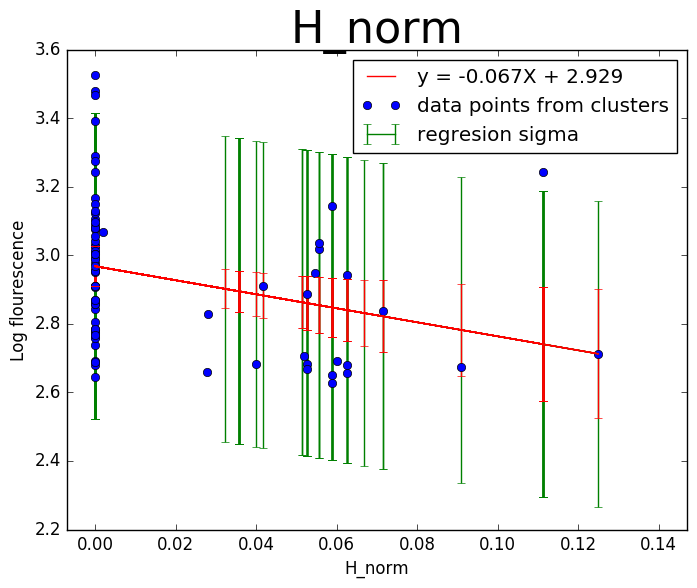 H_norm
y = -0.067X + 2.929
data points from clusters
regresion sigma
3.6
3.4
3.2
3.0
2.8
2.6
2.4
2.2
Log flourescence
0.00 0.02 0.04 0.06 0.08 0.10 0.12 0.14
H_norm